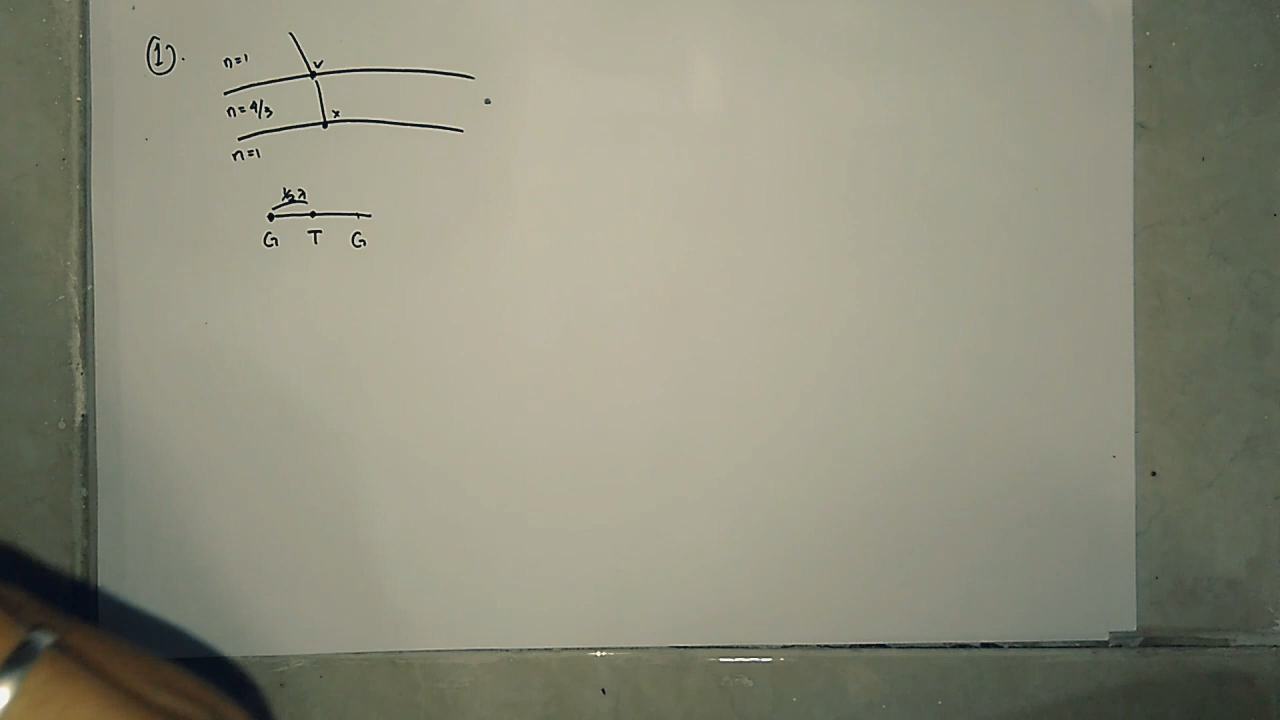 ①.
n=1
v
n=4/3
x
n=1
½λ
G T G